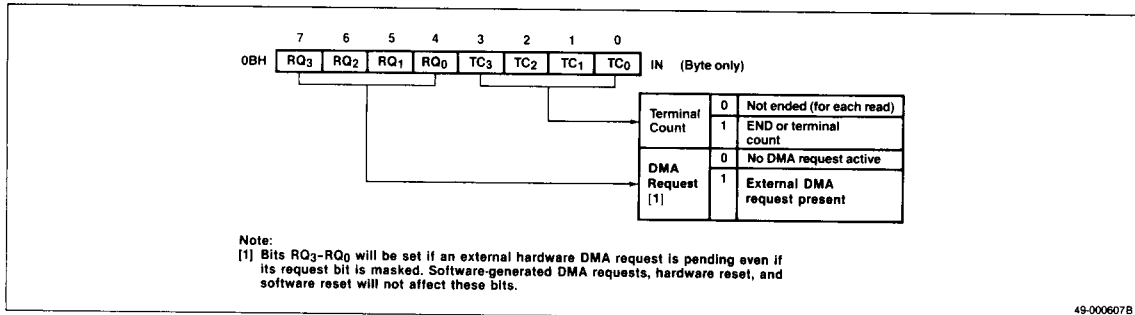 7 6 5 4 3 2 1 0
0BH RQ3 RQ2 RQ1 RQ0 TC3 TC2 TC1 TC0 IN (Byte only)
Terminal Count
0 Not ended (for each read)
1 END or terminal
count
DMA
Request
[1]
0 No DMA request active
1 External DMA
request present
Note:
[1] Bits RQ3–RQ0 will be set if an external hardware DMA request is pending even if
its request bit is masked. Software-generated DMA requests, hardware reset, and
software reset will not affect these bits.
49-000607B